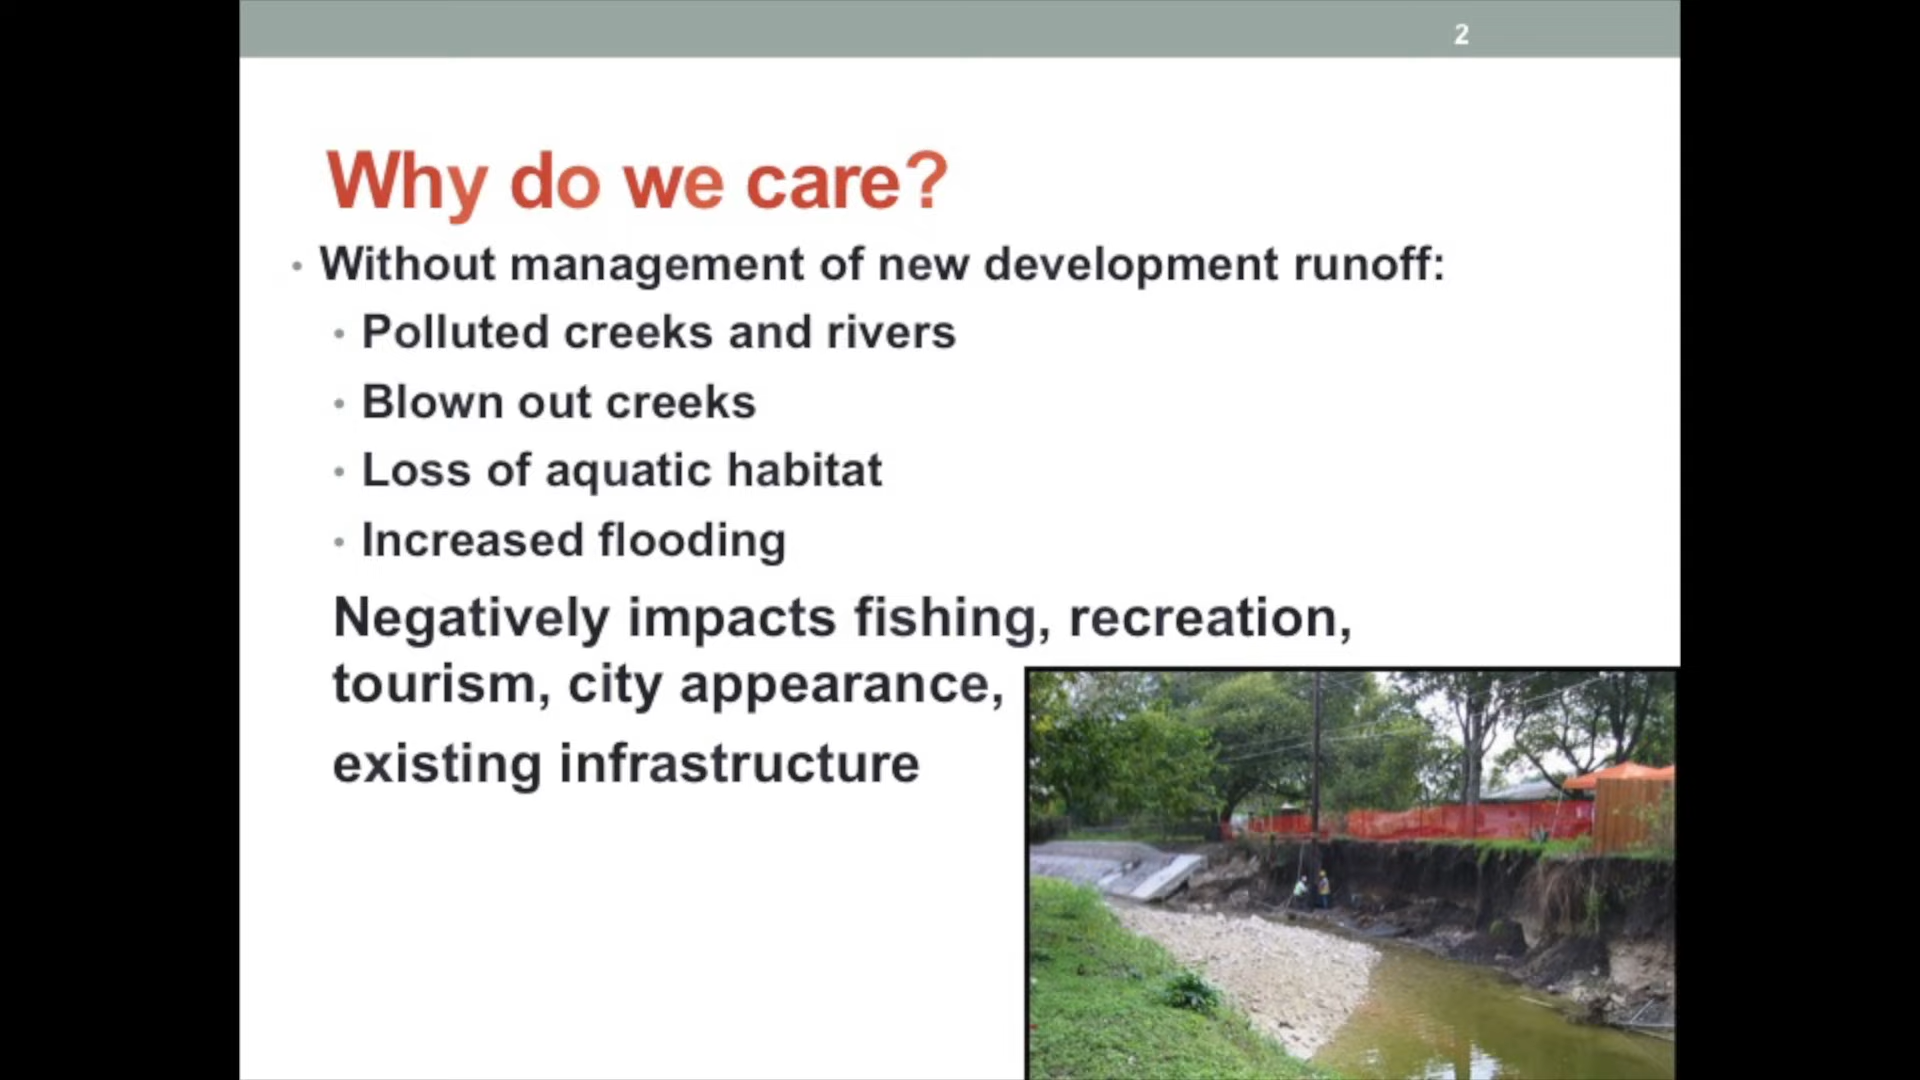 2
Why do we care?
• Without management of new development runoff:
• Polluted creeks and rivers
• Blown out creeks
• Loss of aquatic habitat
• Increased flooding
Negatively impacts fishing, recreation,
tourism, city appearance,
existing infrastructure